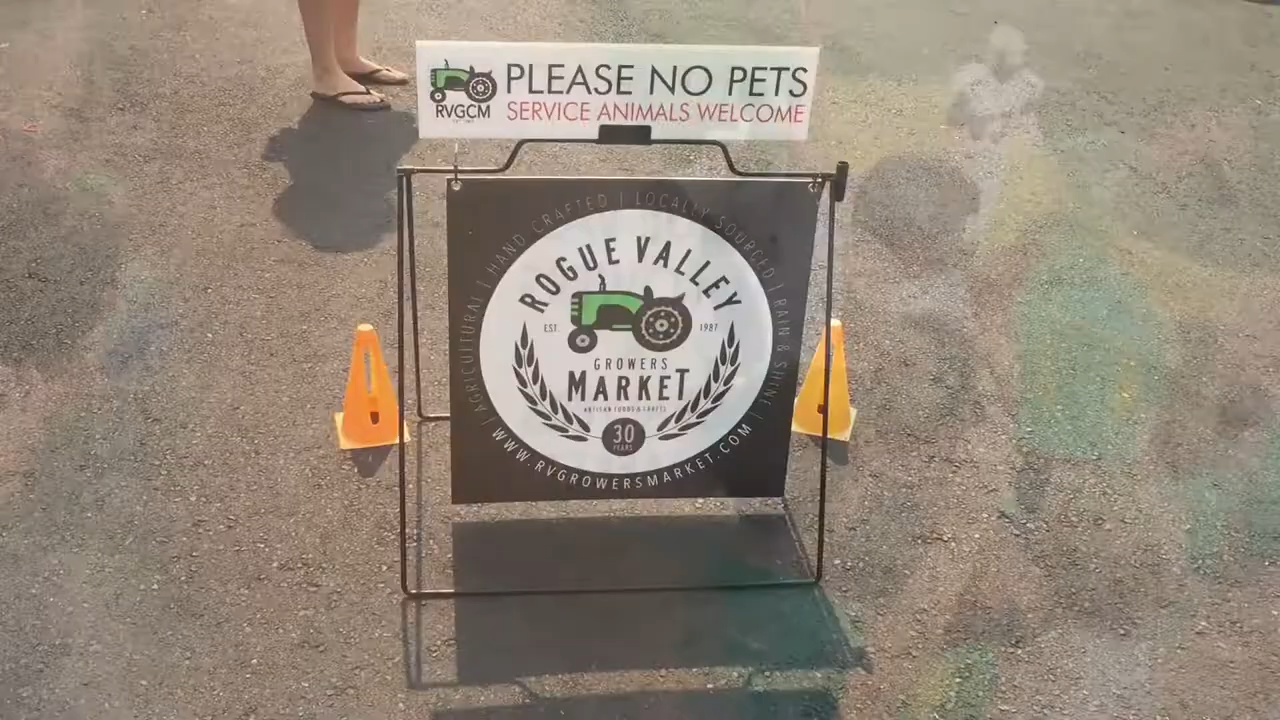 PLEASE NO PETS
RVGCM
SERVICE ANIMALS WELCOME
AGRICULTURAL | HAND CRAFTED | LOCALLY SOURCED | RAIN & SHINE |
ROGUE VALLEY
EST. 1987
GROWERS
MARKET
ARTISAN FOODS & CRAFTS
30
YEARS
WWW.RVGROWERSMARKET.COM